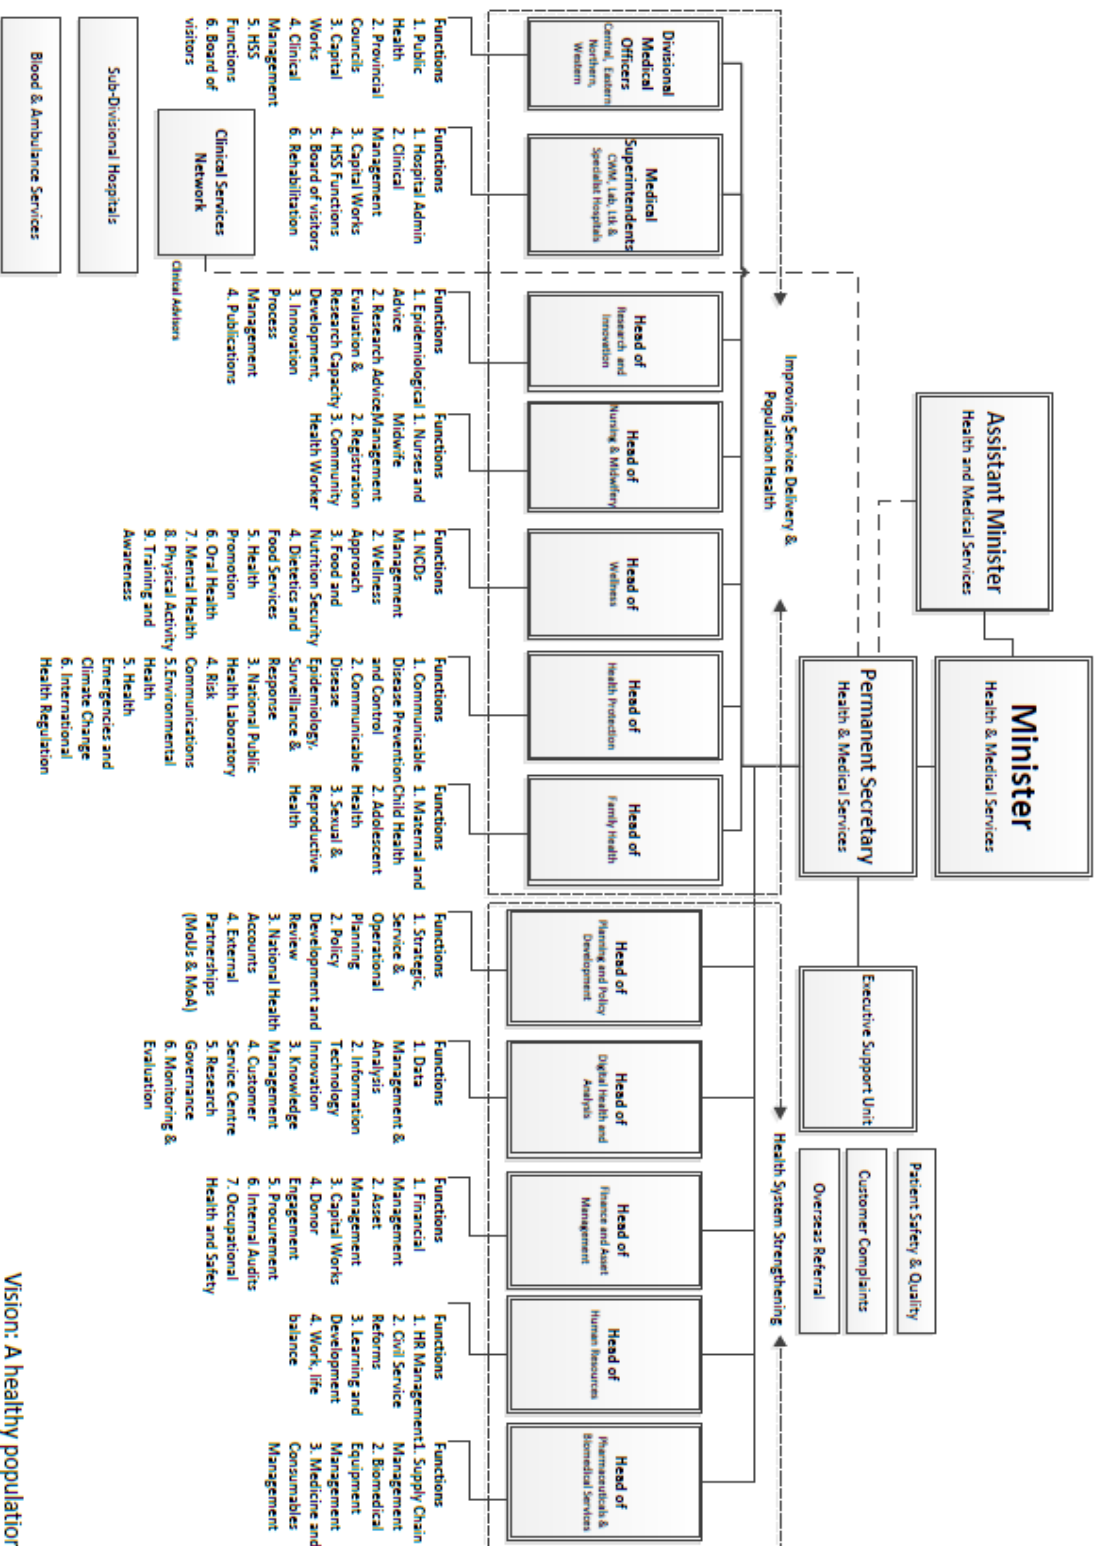 Minister
Health & Medical Services
Assistant Minister
Health and Medical Services
Permanent Secretary
Health & Medical Services
Executive Support Unit
Patient Safety & Quality
Customer Complaints
Overseas Referral
Improving Service Delivery &
Population Health
Health System Strengthening
Divisional
Medical
Officers
Central, Eastern
Northern,
Western
Medical
Superintendents
CWM, Lab, Ltk &
Specialist Hospitals
Head of
Research and
Innovation
Head of
Nursing & Midwifery
Head of
Wellness
Head of
Health Protection
Head of
Family Health
Head of
Planning and Policy
Development
Head of
Digital Health and
Analysis
Head of
Finance and Asset
Management
Head of
Human Resources
Head of
Pharmaceuticals &
Biomedical Services
Functions
1. Public
Health
2. Provincial
Councils
3. Capital
Works
4. Clinical
Management
5. HSS
Functions
6. Board of
visitors
Functions
1. Hospital Admin
2. Clinical
Management
3. Capital Works
4. HSS Functions
5. Board of visitors
6. Rehabilitation
Functions
1. Epidemiological
Advice
2. Research Advice
Evaluation &
Research Capacity
Development,
3. Innovation
Process
Management
4. Publications
Functions
1. Nurses and
Midwife
Management
2. Registration
3. Community
Health Worker
Functions
1. NCDs
Management
2. Wellness
Approach
3. Food and
Nutrition Security
4. Dietetics and
Food Services
5. Health
Promotion
6. Oral Health
7. Mental Health
8. Physical Activity
9. Training and
Awareness
Functions
1. Communicable
Disease Prevention
and Control
2. Communicable
Disease
Epidemiology,
Surveillance &
Response
3. National Public
Health Laboratory
4. Risk
Communications
5.Environmental
Health
5. Health
Emergencies and
Climate Change
6. International
Health Regulation
Functions
1. Maternal and
Child Health
2. Adolescent
Health
3. Sexual &
Reproductive
Health
Functions
1. Strategic,
Service &
Operational
Planning
2. Policy
Development and
Review
3. National Health
Accounts
4. External
Partnerships
(MoUs & MoA)
Functions
1. Data
Management &
Analysis
2. Information
Technology
Innovation
3. Knowledge
Management
4. Customer
Service Centre
5. Research
Governance
6. Monitoring &
Evaluation
Functions
1. Financial
Management
2. Asset
Management
3. Capital Works
4. Donor
Engagement
5. Procurement
6. Internal Audits
7. Occupational
Health and Safety
Functions
1. HR Management
2. Civil Service
Reforms
3. Learning and
Development
4. Work, life
balance
Functions
1. Supply Chain
Management
2. Biomedical
Equipment
Management
3. Medicine and
Consumables
Management
Clinical Services
Network
Clinical Advisors
Sub-Divisional Hospitals
Blood & Ambulance Services
Vision: A healthy population